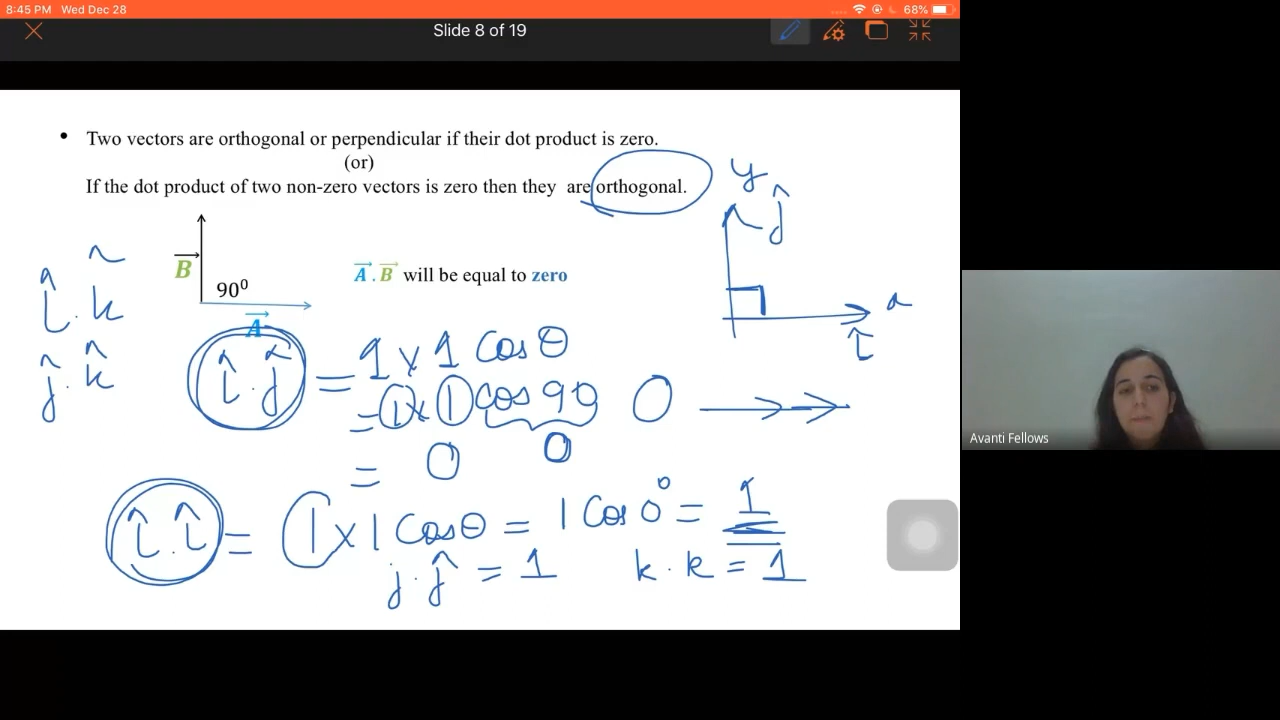 8:45 PM Wed Dec 28
68%
Slide 8 of 19
• Two vectors are orthogonal or perpendicular if their dot product is zero.
(or)
If the dot product of two non-zero vectors is zero then they are orthogonal.
y
ĵ
B⃗
90⁰
A⃗ . B⃗ will be equal to zero
î . k̂
x
î
A⃗
ĵ . k̂
î . ĵ = 1 × 1 cos θ
= 1 × 1 cos 90 0
0
= 0
î . î = 1 × 1 cos θ = 1 cos 0° = 1
j . ĵ = 1 k . k = 1
Avanti Fellows